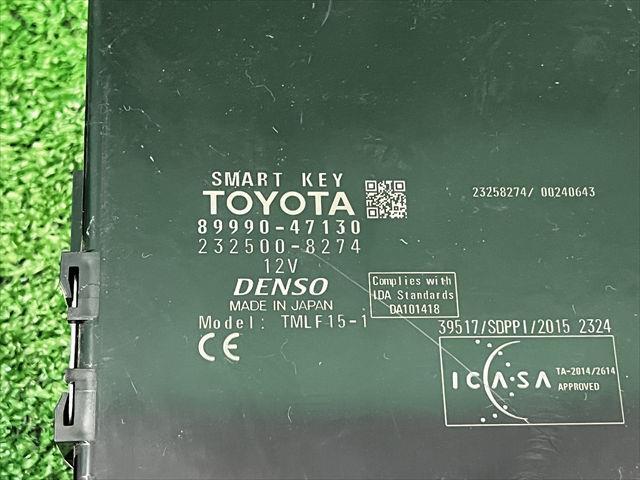 SMART KEY
TOYOTA
89990-47130
232500-8274
12V
DENSO
MADE IN JAPAN
Model: TMLF15-1
CE
23258274/ 00240643
Complies with
IDA Standards
DA101418
39517/SDPPI/2015 2324
ICASA
TA-2014/2614
APPROVED